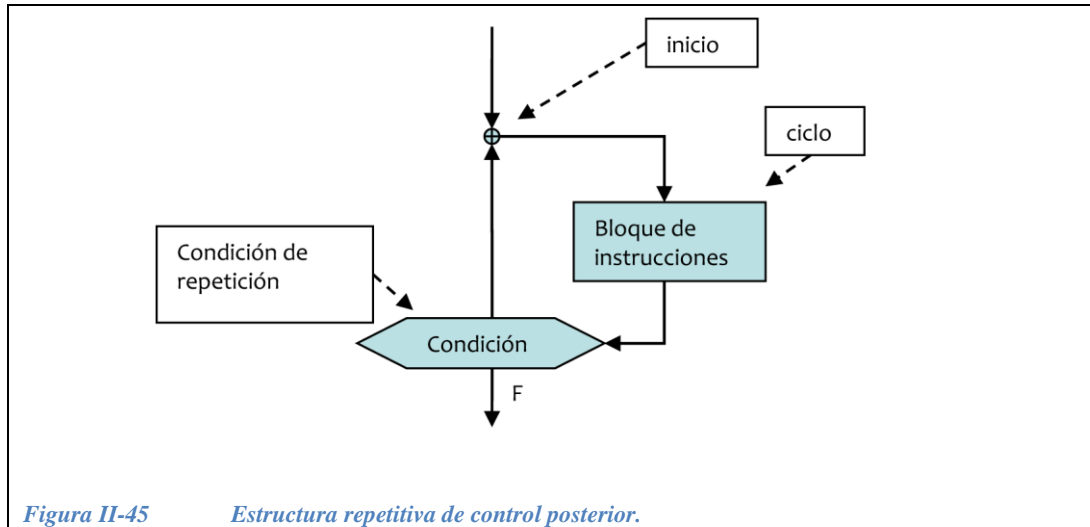 inicio
ciclo
Bloque de
instrucciones
Condición de
repetición
Condición
F
Figura II-45 Estructura repetitiva de control posterior.